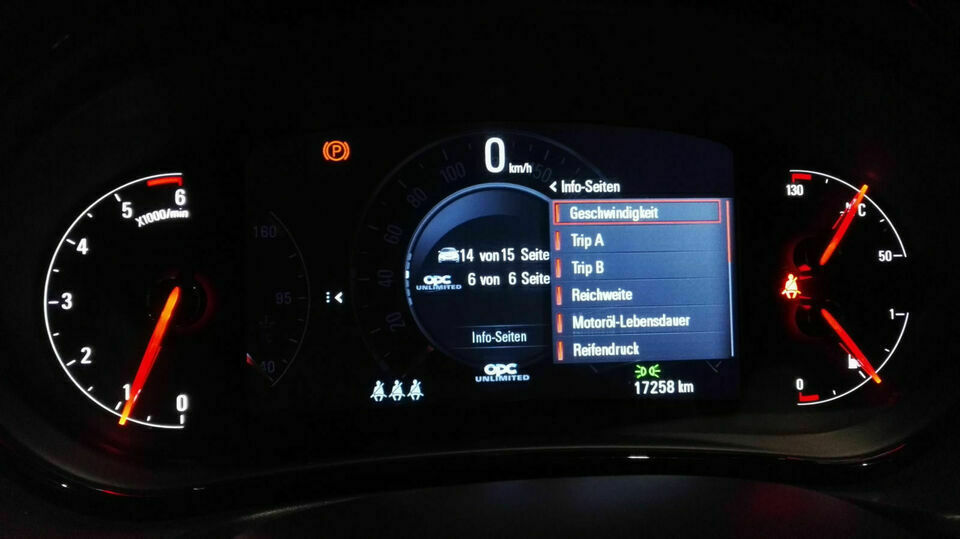 6
5
X1000/min
4
3
2
1
0
P
160
95
40
20
40
60
80
100
150
0 km/h
< Info-Seiten
Geschwindigkeit
Trip A
Trip B
Reichweite
Motoröl-Lebensdauer
Reifendruck
14 von 15 Seite
OPC
UNLIMITED
6 von 6 Seite
Info-Seiten
OPC
UNLIMITED
17258 km
130
°C
50
1
0